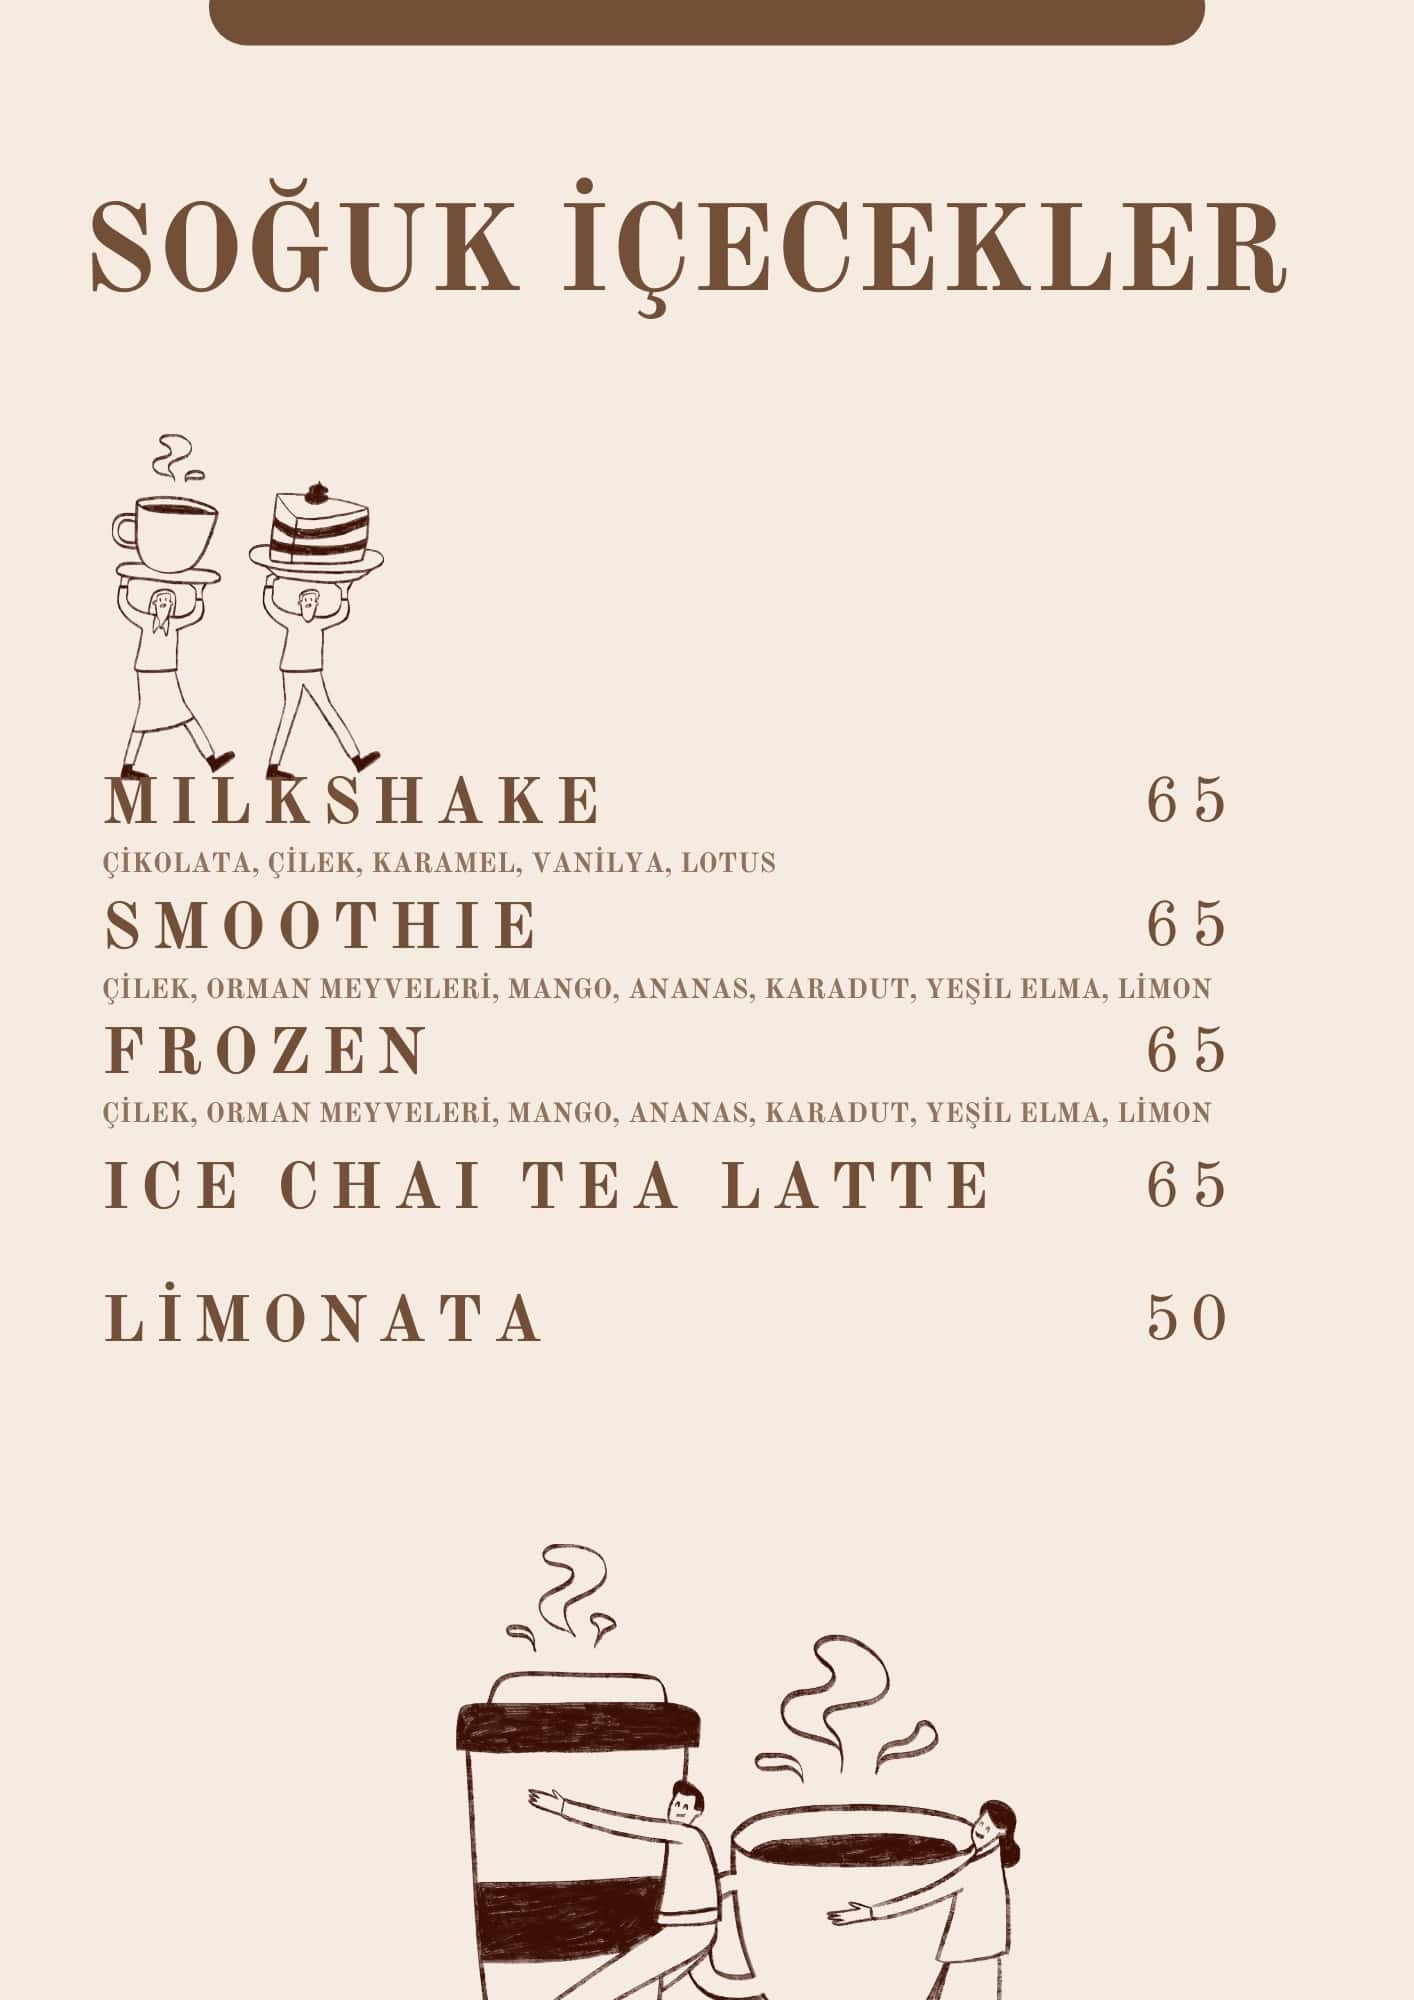 SOĞUK İÇECEKLER
MILKSHAKE 65
ÇİKOLATA, ÇİLEK, KARAMEL, VANİLYA, LOTUS
SMOOTHIE 65
ÇİLEK, ORMAN MEYVELERİ, MANGO, ANANAS, KARADUT, YEŞİL ELMA, LİMON
FROZEN 65
ÇİLEK, ORMAN MEYVELERİ, MANGO, ANANAS, KARADUT, YEŞİL ELMA, LİMON
ICE CHAI TEA LATTE 65
LİMONATA 50